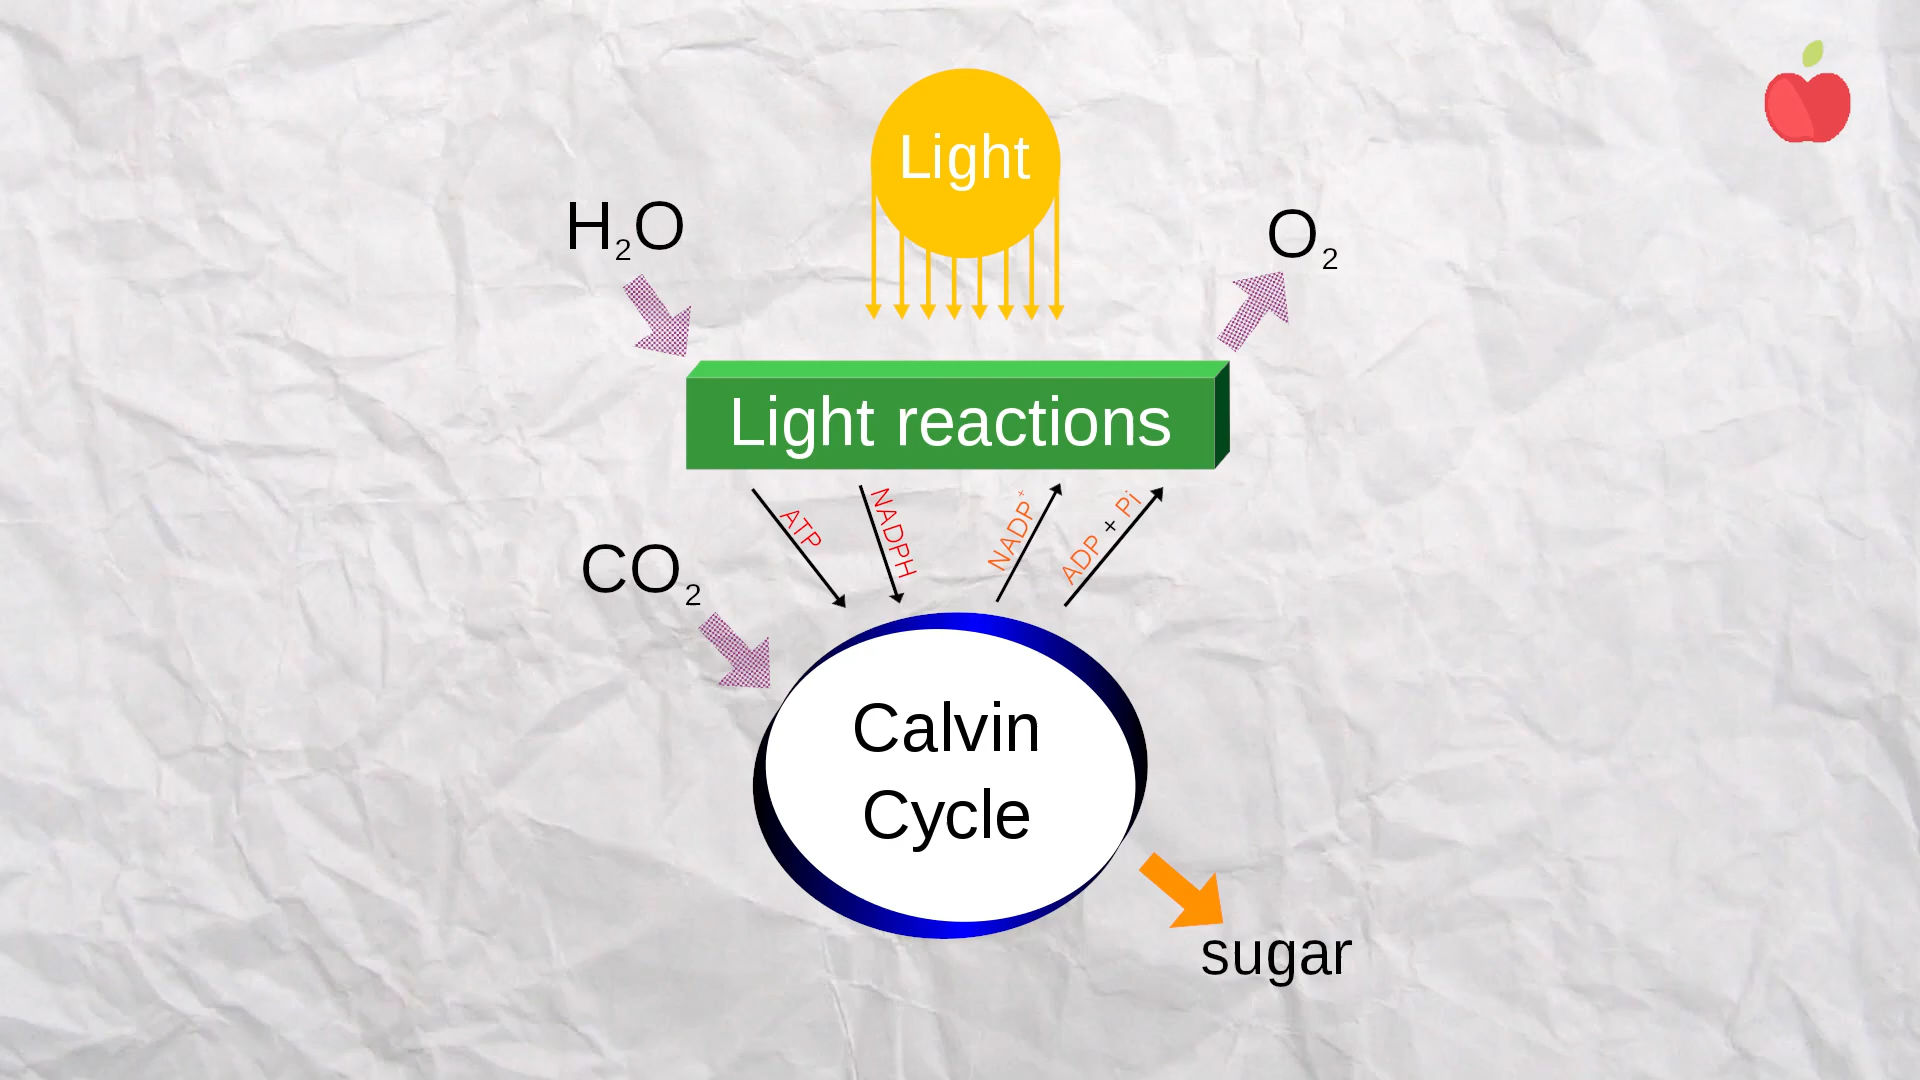 Light
H₂O
O₂
Light reactions
ATP
NADPH
NADP⁺
ADP + Pi
CO₂
Calvin
Cycle
sugar